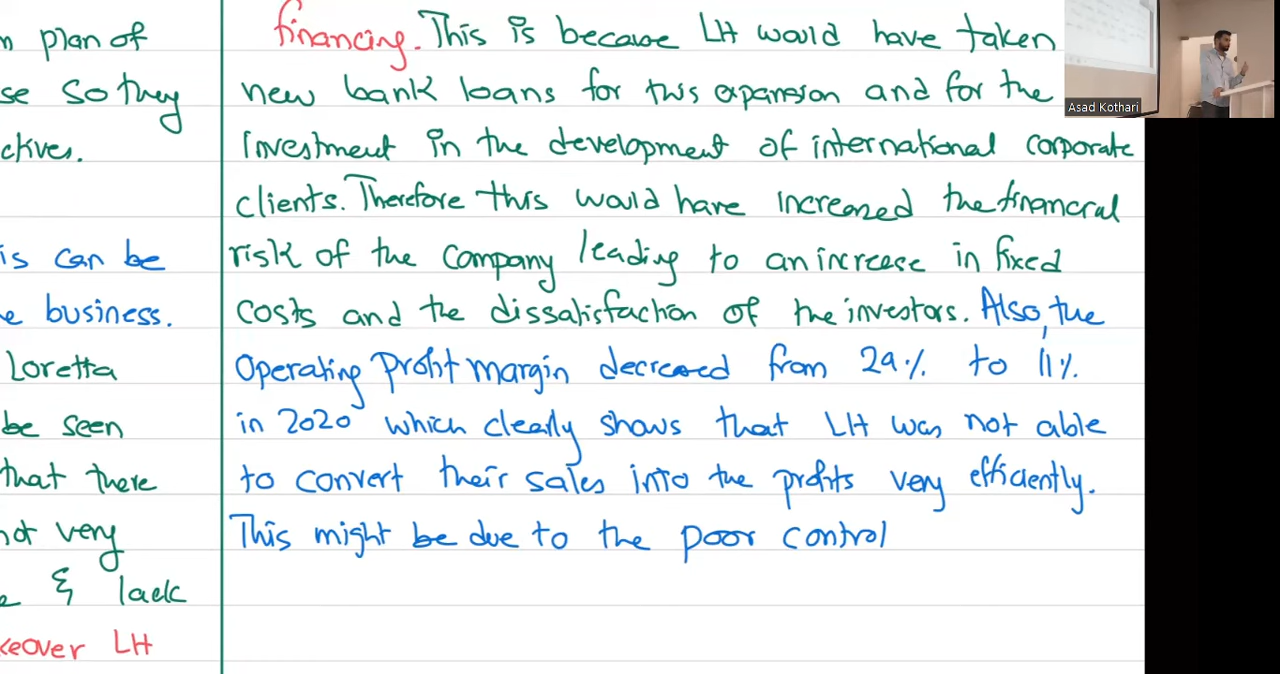 n plan of
se so they
ctives.
is can be
e business.
Loretta
be seen
that there
not very
e & lack
keover LH
financing. This is because LH would have taken
new bank loans for this expansion and for the
Investment in the development of international corporate
clients. Therefore this would have increased the financial
risk of the company leading to an increase in fixed
costs and the dissatisfaction of the investors. Also, the
Operating Profit margin decreased from 29% to 11%
in 2020 which clearly shows that LH was not able
to convert their sales into the profits very efficiently.
This might be due to the poor control
Asad Kothari